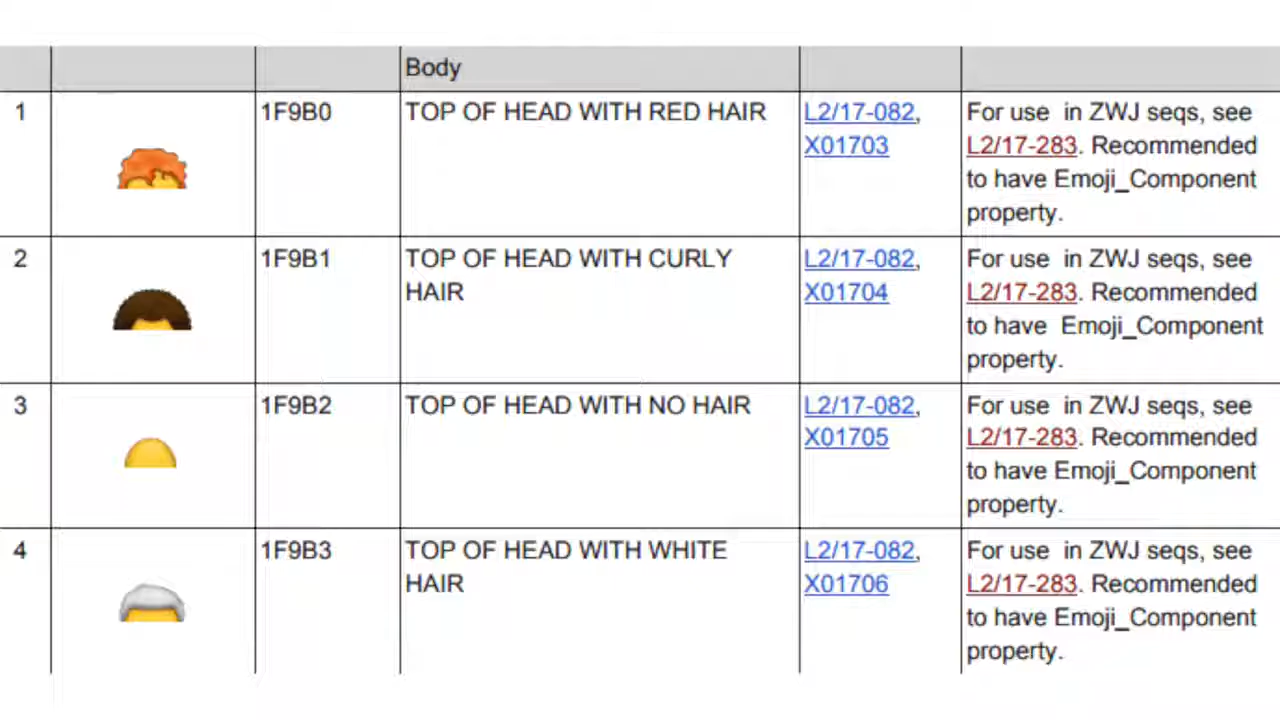 Body
1
1F9B0
TOP OF HEAD WITH RED HAIR
L2/17-082,
X01703
For use in ZWJ seqs, see
L2/17-283. Recommended
to have Emoji_Component
property.
2
1F9B1
TOP OF HEAD WITH CURLY
HAIR
L2/17-082,
X01704
For use in ZWJ seqs, see
L2/17-283. Recommended
to have Emoji_Component
property.
3
1F9B2
TOP OF HEAD WITH NO HAIR
L2/17-082,
X01705
For use in ZWJ seqs, see
L2/17-283. Recommended
to have Emoji_Component
property.
4
1F9B3
TOP OF HEAD WITH WHITE
HAIR
L2/17-082,
X01706
For use in ZWJ seqs, see
L2/17-283. Recommended
to have Emoji_Component
property.